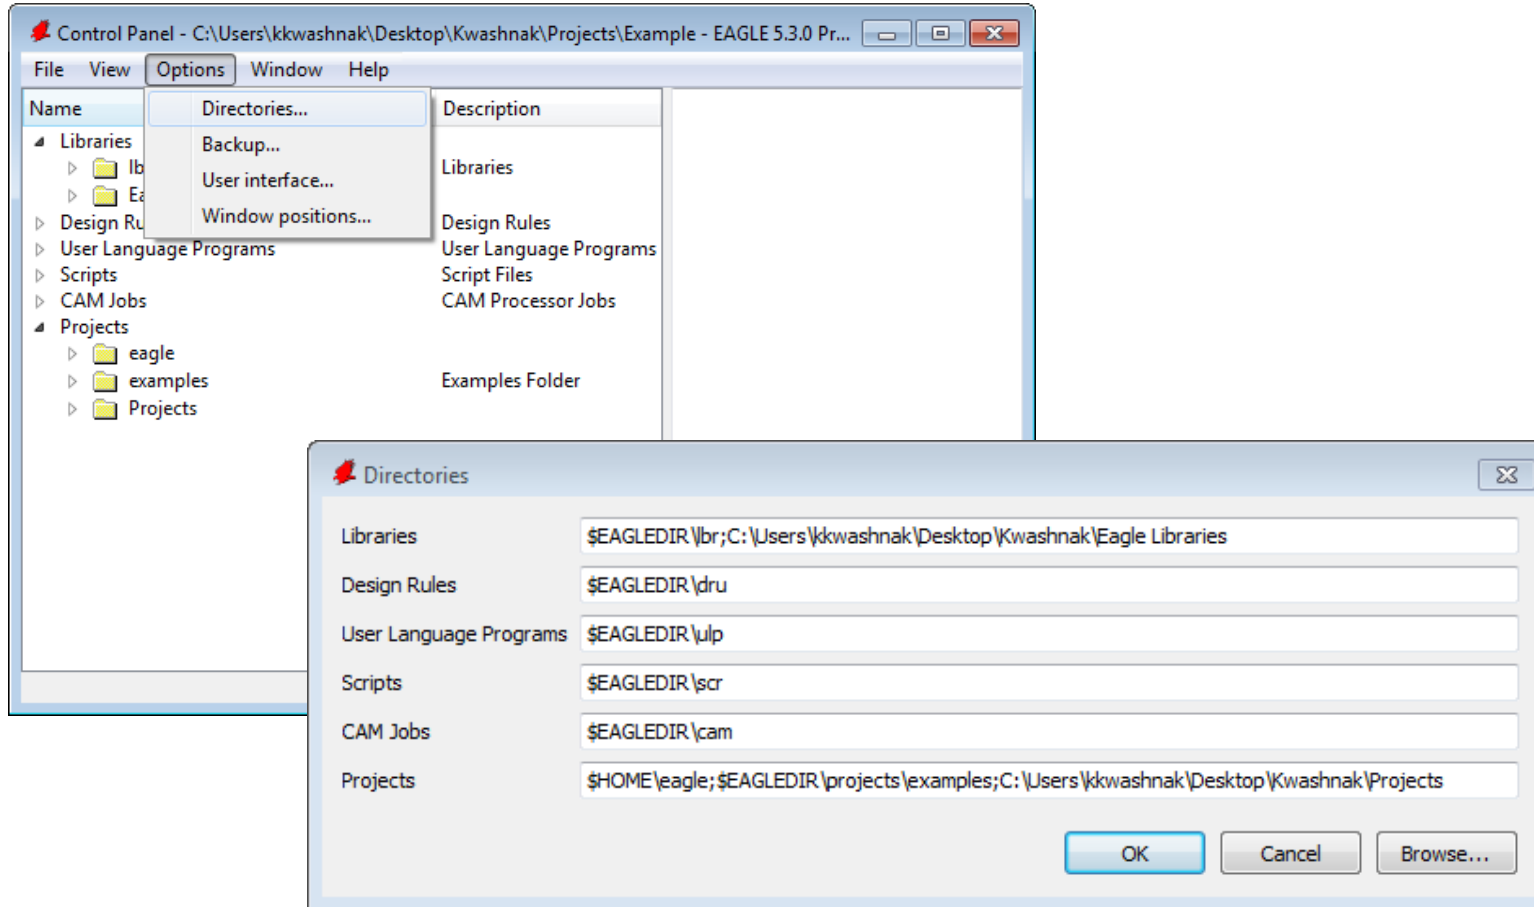 Control Panel - C:\Users\kkwashnak\Desktop\Kwashnak\Projects\Example - EAGLE 5.3.0 Pr...
File View Options Window Help
Name Directories... Description
Libraries Backup...
lb User interface... Libraries
Ea Window positions...
Design Ru Design Rules
User Language Programs User Language Programs
Scripts Script Files
CAM Jobs CAM Processor Jobs
Projects
eagle
examples Examples Folder
Projects
Directories
Libraries $EAGLEDIR\lbr;C:\Users\kkwashnak\Desktop\Kwashnak\Eagle Libraries
Design Rules $EAGLEDIR\dru
User Language Programs $EAGLEDIR\ulp
Scripts $EAGLEDIR\scr
CAM Jobs $EAGLEDIR\cam
Projects $HOME\eagle;$EAGLEDIR\projects\examples;C:\Users\kkwashnak\Desktop\Kwashnak\Projects
OK Cancel Browse...